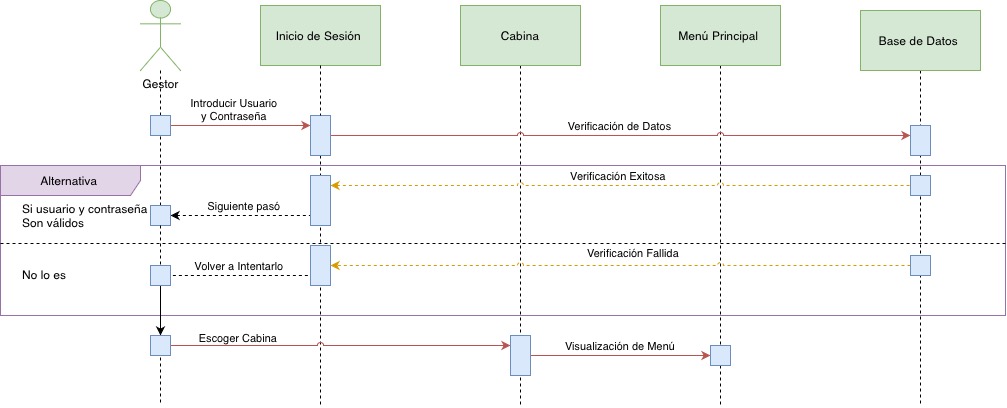 Inicio de Sesión
Cabina
Menú Principal
Base de Datos
Gestor
Introducir Usuario
y Contraseña
Verificación de Datos
Alternativa
Verificación Exitosa
Si usuario y contraseña
Son válidos
Siguiente pasó
Verificación Fallida
No lo es
Volver a Intentarlo
Escoger Cabina
Visualización de Menú